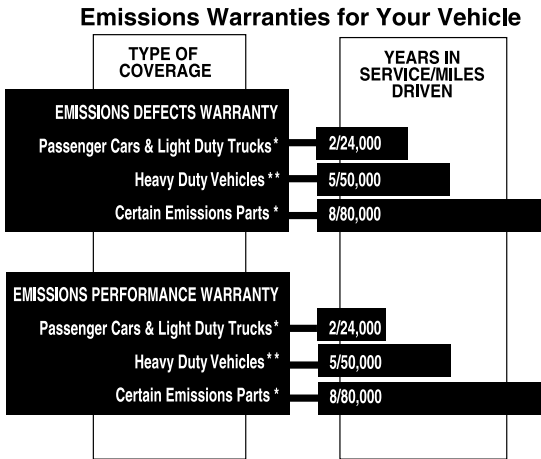 Emissions Warranties for Your Vehicle
TYPE OF
COVERAGE
YEARS IN
SERVICE/MILES
DRIVEN
EMISSIONS DEFECTS WARRANTY
Passenger Cars & Light Duty Trucks* 2/24,000
Heavy Duty Vehicles ** 5/50,000
Certain Emissions Parts * 8/80,000
EMISSIONS PERFORMANCE WARRANTY
Passenger Cars & Light Duty Trucks* 2/24,000
Heavy Duty Vehicles ** 5/50,000
Certain Emissions Parts * 8/80,000